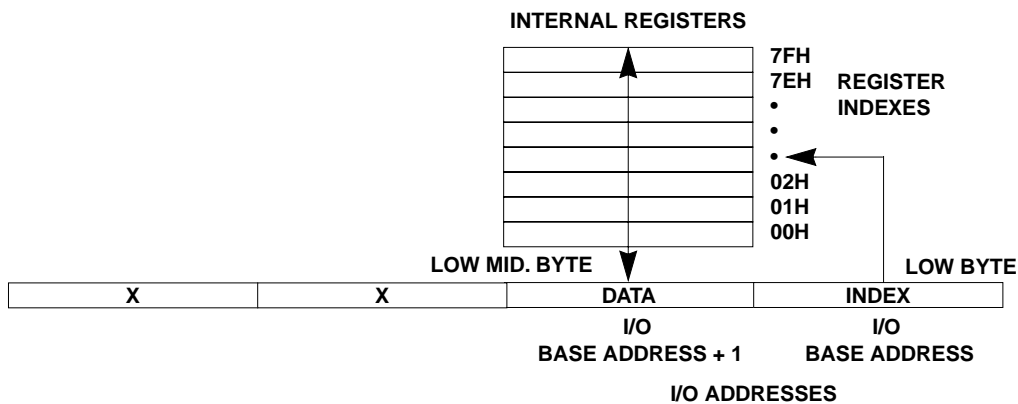 INTERNAL REGISTERS
7FH
7EH
REGISTER
INDEXES
•
•
•
02H
01H
00H
LOW MID. BYTE
LOW BYTE
X
X
DATA
INDEX
I/O
BASE ADDRESS + 1
I/O
BASE ADDRESS
I/O ADDRESSES